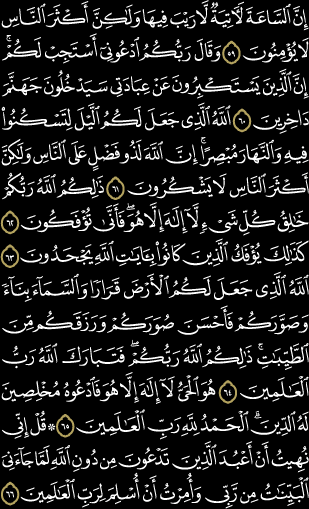 إِنَّ ٱلسَّاعَةَ لَـَٔاتِيَةٌ لَّا رَيْبَ فِيهَا وَلَـٰكِنَّ أَكْثَرَ ٱلنَّاسِ
لَا يُؤْمِنُونَ ٥٩ وَقَالَ رَبُّكُمُ ٱدْعُونِىٓ أَسْتَجِبْ لَكُمْ ۚ
إِنَّ ٱلَّذِينَ يَسْتَكْبِرُونَ عَنْ عِبَادَتِى سَيَدْخُلُونَ جَهَنَّمَ
دَاخِرِينَ ٦٠ ٱللَّهُ ٱلَّذِى جَعَلَ لَكُمُ ٱلَّيْلَ لِتَسْكُنُوا۟
فِيهِ وَٱلنَّهَارَ مُبْصِرًا ۚ إِنَّ ٱللَّهَ لَذُو فَضْلٍ عَلَى ٱلنَّاسِ وَلَـٰكِنَّ
أَكْثَرَ ٱلنَّاسِ لَا يَشْكُرُونَ ٦١ ذَٰلِكُمُ ٱللَّهُ رَبُّكُمْ
خَـٰلِقُ كُلِّ شَىْءٍ لَّآ إِلَـٰهَ إِلَّا هُوَ ۖ فَأَنَّىٰ تُؤْفَكُونَ ٦٢
كَذَٰلِكَ يُؤْفَكُ ٱلَّذِينَ كَانُوا۟ بِـَٔايَـٰتِ ٱللَّهِ يَجْحَدُونَ ٦٣
ٱللَّهُ ٱلَّذِى جَعَلَ لَكُمُ ٱلْأَرْضَ قَرَارًا وَٱلسَّمَآءَ بِنَآءً
وَصَوَّرَكُمْ فَأَحْسَنَ صُوَرَكُمْ وَرَزَقَكُم مِّنَ
ٱلطَّيِّبَـٰتِ ۚ ذَٰلِكُمُ ٱللَّهُ رَبُّكُمْ ۖ فَتَبَارَكَ ٱللَّهُ رَبُّ
ٱلْعَـٰلَمِينَ ٦٤ هُوَ ٱلْحَىُّ لَآ إِلَـٰهَ إِلَّا هُوَ فَٱدْعُوهُ مُخْلِصِينَ
لَهُ ٱلدِّينَ ۗ ٱلْحَمْدُ لِلَّهِ رَبِّ ٱلْعَـٰلَمِينَ ٦٥ ۞ قُلْ إِنِّى
نُهِيتُ أَنْ أَعْبُدَ ٱلَّذِينَ تَدْعُونَ مِن دُونِ ٱللَّهِ لَمَّا جَآءَنِىَ
ٱلْبَيِّنَـٰتُ مِن رَّبِّى وَأُمِرْتُ أَنْ أُسْلِمَ لِرَبِّ ٱلْعَـٰلَمِينَ ٦٦